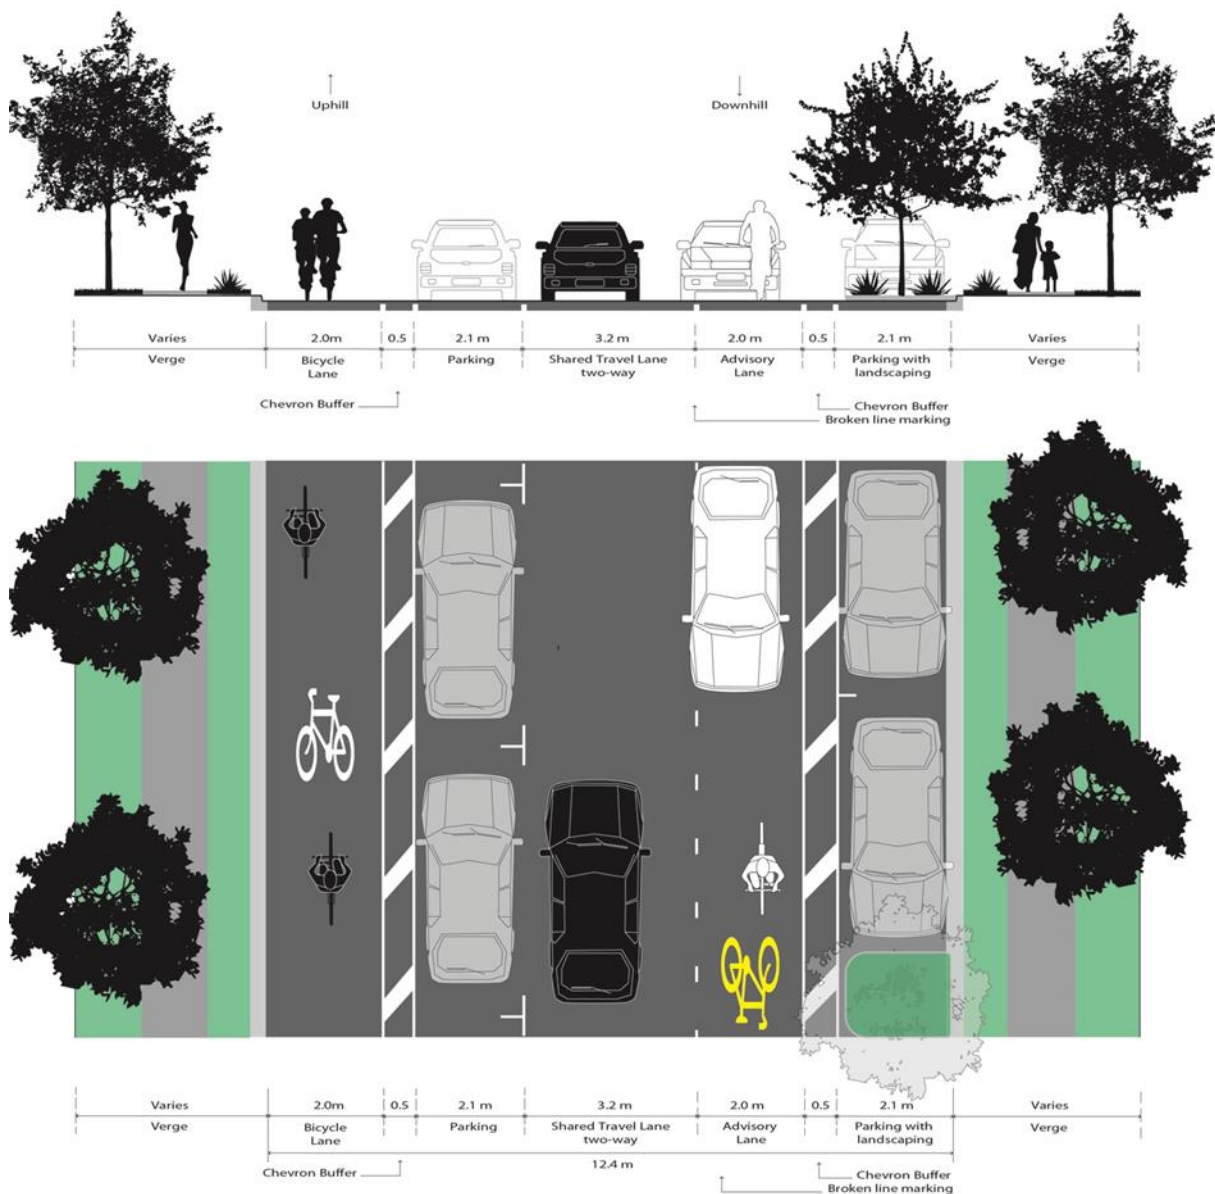 Uphill
Downhill
Varies
2.0m
0.5
2.1 m
3.2 m
2.0 m
0.5
2.1 m
Varies
Verge
Bicycle
Lane
Parking
Shared Travel Lane
two-way
Advisory
Lane
Parking with
landscaping
Verge
Chevron Buffer
Chevron Buffer
Broken line marking
Varies
2.0m
0.5
2.1 m
3.2 m
2.0 m
0.5
2.1 m
Varies
Verge
Bicycle
Lane
Parking
Shared Travel Lane
two-way
Advisory
Lane
Parking with
landscaping
Verge
12.4 m
Chevron Buffer
Chevron Buffer
Broken line marking